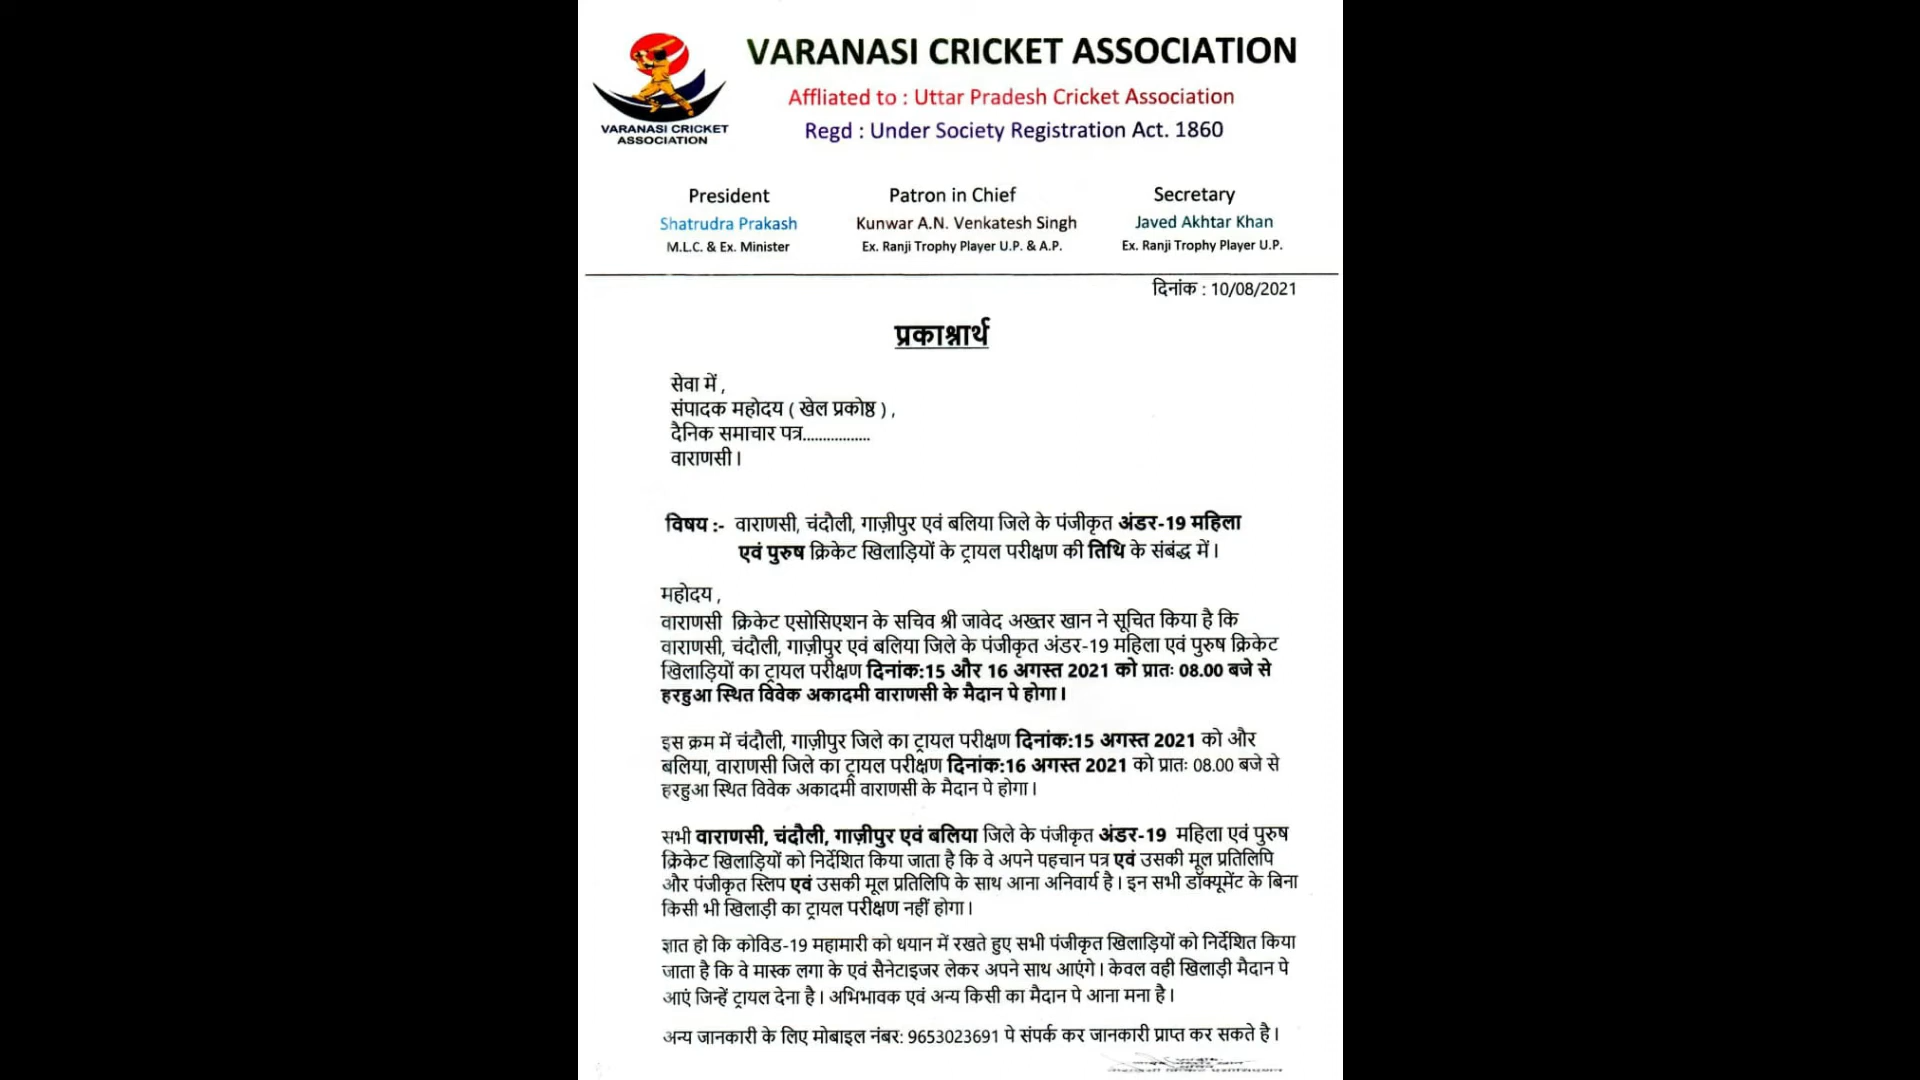 VARANASI CRICKET ASSOCIATION
VARANASI CRICKET
ASSOCIATION
Affliated to : Uttar Pradesh Cricket Association
Regd : Under Society Registration Act. 1860
President Patron in Chief Secretary
Shatrudra Prakash Kunwar A.N. Venkatesh Singh Javed Akhtar Khan
M.L.C. & Ex. Minister Ex. Ranji Trophy Player U.P. & A.P. Ex. Ranji Trophy Player U.P.
दिनांक : 10/08/2021
प्रकाश्नार्थ
सेवा में ,
संपादक महोदय ( खेल प्रकोष्ठ ) ,
दैनिक समाचार पत्र.................
वाराणसी ।
विषय :- वाराणसी, चंदौली, गाज़ीपुर एवं बलिया जिले के पंजीकृत अंडर-19 महिला
एवं पुरुष क्रिकेट खिलाड़ियों के ट्रायल परीक्षण की तिथि के संबंद्ध में ।
महोदय ,
वाराणसी क्रिकेट एसोसिएशन के सचिव श्री जावेद अख्तर खान ने सूचित किया है कि
वाराणसी, चंदौली, गाज़ीपुर एवं बलिया जिले के पंजीकृत अंडर-19 महिला एवं पुरुष क्रिकेट
खिलाड़ियों का ट्रायल परीक्षण दिनांक:15 और 16 अगस्त 2021 को प्रातः 08.00 बजे से
हरहुआ स्थित विवेक अकादमी वाराणसी के मैदान पे होगा ।
इस क्रम में चंदौली, गाज़ीपुर जिले का ट्रायल परीक्षण दिनांक:15 अगस्त 2021 को और
बलिया, वाराणसी जिले का ट्रायल परीक्षण दिनांक:16 अगस्त 2021 को प्रातः 08.00 बजे से
हरहुआ स्थित विवेक अकादमी वाराणसी के मैदान पे होगा ।
सभी वाराणसी, चंदौली, गाज़ीपुर एवं बलिया जिले के पंजीकृत अंडर-19 महिला एवं पुरुष
क्रिकेट खिलाड़ियों को निर्देशित किया जाता है कि वे अपने पहचान पत्र एवं उसकी मूल प्रतिलिपि
और पंजीकृत स्लिप एवं उसकी मूल प्रतिलिपि के साथ आना अनिवार्य है । इन सभी डॉक्यूमेंट के बिना
किसी भी खिलाड़ी का ट्रायल परीक्षण नहीं होगा ।
ज्ञात हो कि कोविड-19 महामारी को धयान में रखते हुए सभी पंजीकृत खिलाड़ियों को निर्देशित किया
जाता है कि वे मास्क लगा के एवं सैनेटाइजर लेकर अपने साथ आएंगे । केवल वही खिलाड़ी मैदान पे
आएं जिन्हें ट्रायल देना है । अभिभावक एवं अन्य किसी का मैदान पे आना मना है ।
अन्य जानकारी के लिए मोबाइल नंबर: 9653023691 पे संपर्क कर जानकारी प्राप्त कर सकते है ।